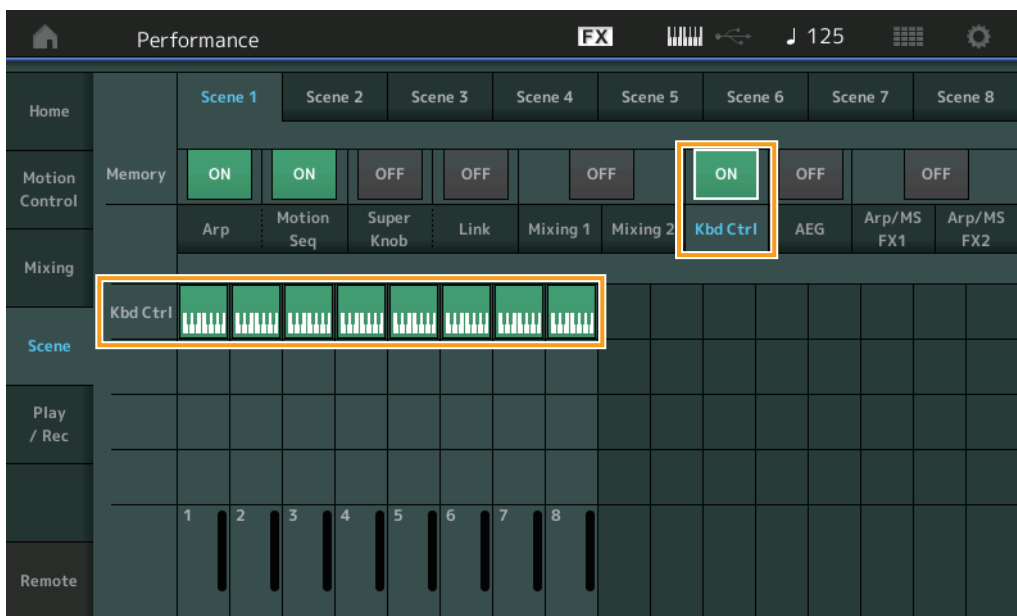 Performance FX 125
Scene 1 Scene 2 Scene 3 Scene 4 Scene 5 Scene 6 Scene 7 Scene 8
Home
Memory ON ON OFF OFF OFF ON OFF OFF
Motion
Control
Arp Motion
Seq Super
Knob Link Mixing 1 Mixing 2 Kbd Ctrl AEG Arp/MS
FX1 Arp/MS
FX2
Mixing
Kbd Ctrl
Scene
Play
/ Rec
1 2 3 4 5 6 7 8
Remote